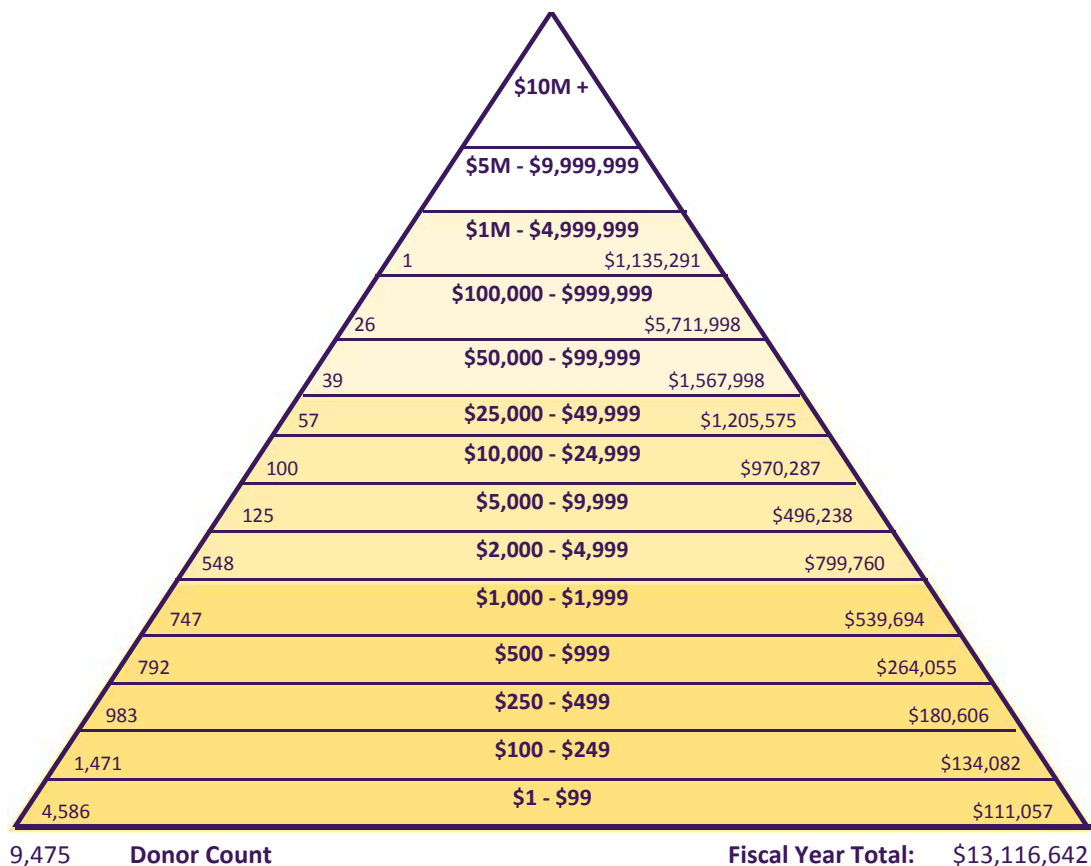 $10M +
$5M - $9,999,999
$1M - $4,999,999
1 $1,135,291
$100,000 - $999,999
26 $5,711,998
$50,000 - $99,999
39 $1,567,998
57 $25,000 - $49,999 $1,205,575
$10,000 - $24,999
100 $970,287
$5,000 - $9,999
125 $496,238
$2,000 - $4,999
548 $799,760
$1,000 - $1,999
747 $539,694
$500 - $999
792 $264,055
$250 - $499
983 $180,606
$100 - $249
1,471 $134,082
$1 - $99
4,586 $111,057
9,475 Donor Count Fiscal Year Total: $13,116,642